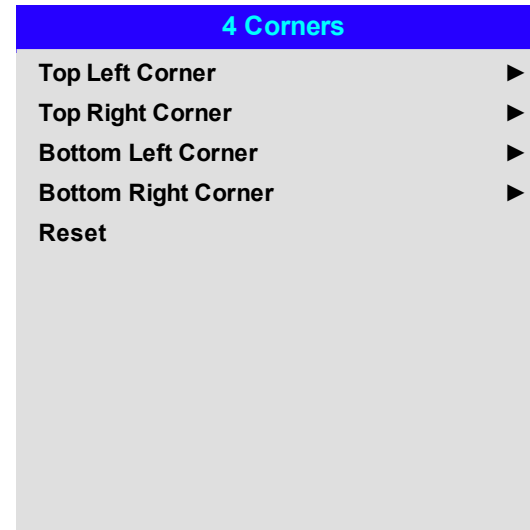 4 Corners
Top Left Corner ►
Top Right Corner ►
Bottom Left Corner ►
Bottom Right Corner ►
Reset